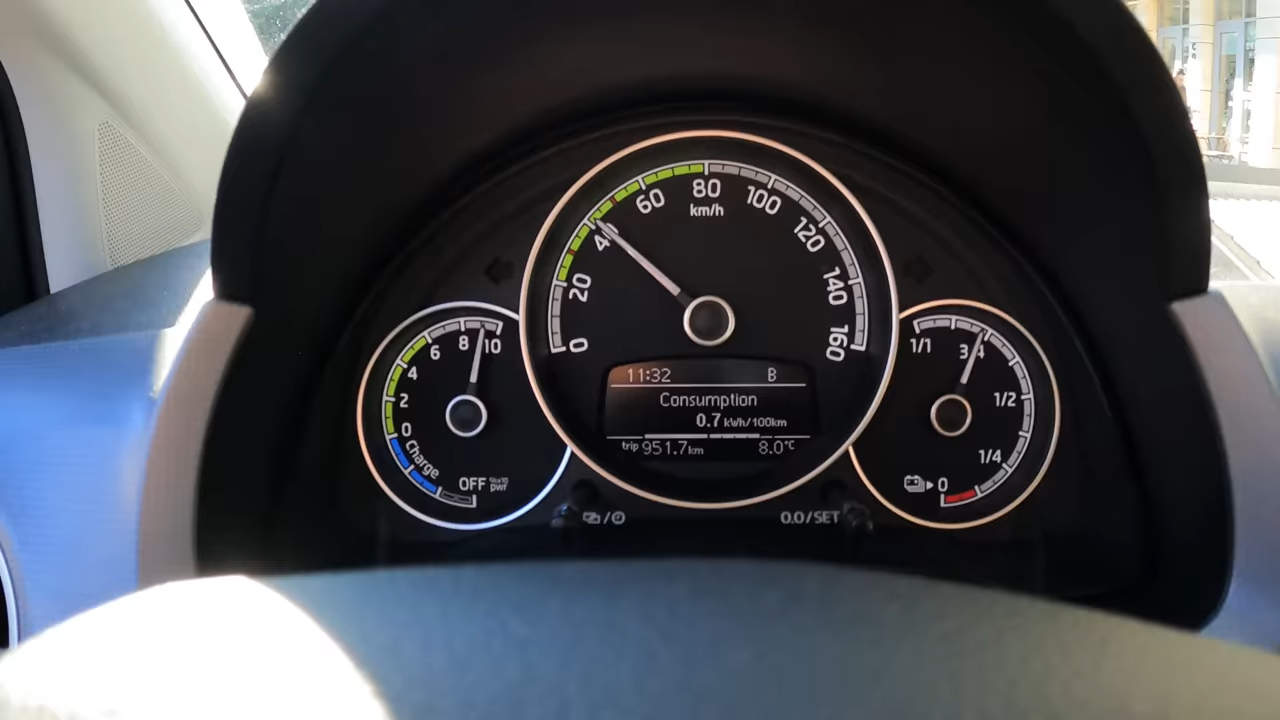 0
20
40
60
80
100
120
140
160
km/h
11:32 B
Consumption
0.7 kWh/100km
trip 951.7 km 8.0°C
10
8
6
4
2
0
Charge
OFF %x10
pwr
1/1
3/4
1/2
1/4
0
0.0/SET